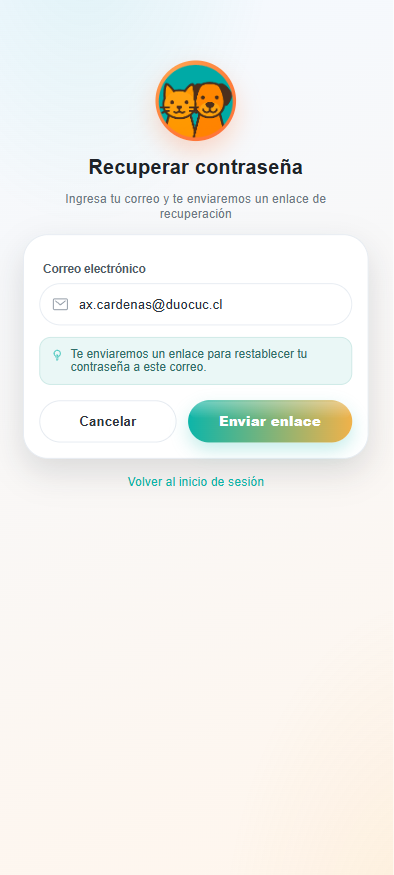 Recuperar contraseña
Ingresa tu correo y te enviaremos un enlace de
recuperación
Correo electrónico
ax.cardenas@duocuc.cl
Te enviaremos un enlace para restablecer tu
contraseña a este correo.
Cancelar
Enviar enlace
Volver al inicio de sesión